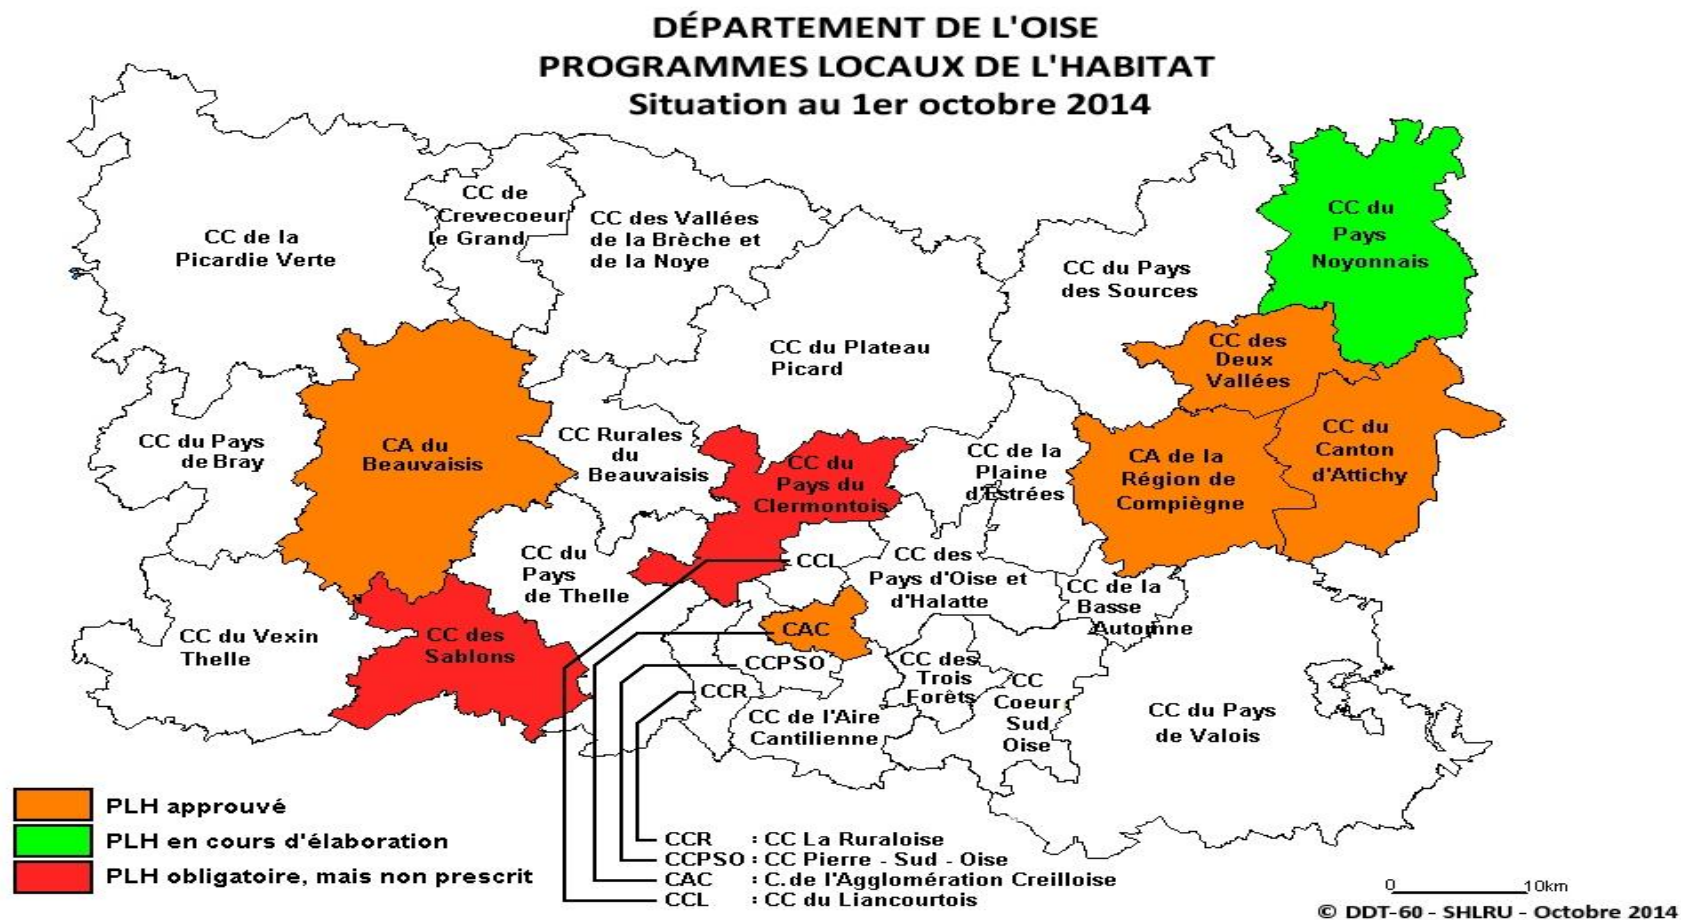 DÉPARTEMENT DE L'OISE
PROGRAMMES LOCAUX DE L'HABITAT
Situation au 1er octobre 2014
CC de la
Picardie Verte
CC de
Crevecoeur
le Grand
CC des Vallées
de la Brèche et
de la Noye
CC du Plateau
Picard
CC du Pays
des Sources
CC du
Pays
Noyonnais
CC des
Deux
Vallées
CC du
Canton
d'Attichy
CA de la
Région de
Compiègne
CC de la
Plaine
d'Estrées
CC du
Pays du
Clermontois
CC Rurales
du
Beauvaisis
CA du
Beauvaisis
CC du Pays
de Bray
CC du Vexin
Thelle
CC des
Sablons
CC du
Pays
de Thelle
CCL
CC des
Pays d'Oise et
d'Halatte
CC de la
Basse
Automne
CAC
CCPSO
CCR
CC de l'Aire
Cantilienne
CC des
Trois
Forêts
CC
Coeur
Sud
Oise
CC du Pays
de Valois
PLH approuvé
PLH en cours d'élaboration
PLH obligatoire, mais non prescrit
CCR : CC La Ruraloise
CCPSO : CC Pierre - Sud - Oise
CAC : C.de l'Agglomération Creilloise
CCL : CC du Liancourtois
0 10km
© DDT-60 - SHLRU - Octobre 2014